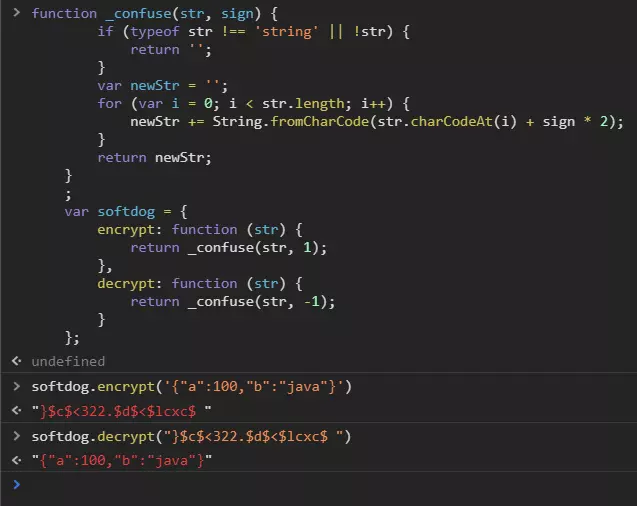 > function _confuse(str, sign) {
        if (typeof str !== 'string' || !str) {
            return '';
        }
        var newStr = '';
        for (var i = 0; i < str.length; i++) {
            newStr += String.fromCharCode(str.charCodeAt(i) + sign * 2);
        }
        return newStr;
    }
    ;
    var softdog = {
        encrypt: function (str) {
            return _confuse(str, 1);
        },
        decrypt: function (str) {
            return _confuse(str, -1);
        }
    };
undefined
> softdog.encrypt('{"a":100,"b":"java"}')
"}$c$<322.$d$<$lcxc$ "
> softdog.decrypt("}$c$<322.$d$<$lcxc$ ")
"{"a":100,"b":"java"}"
>